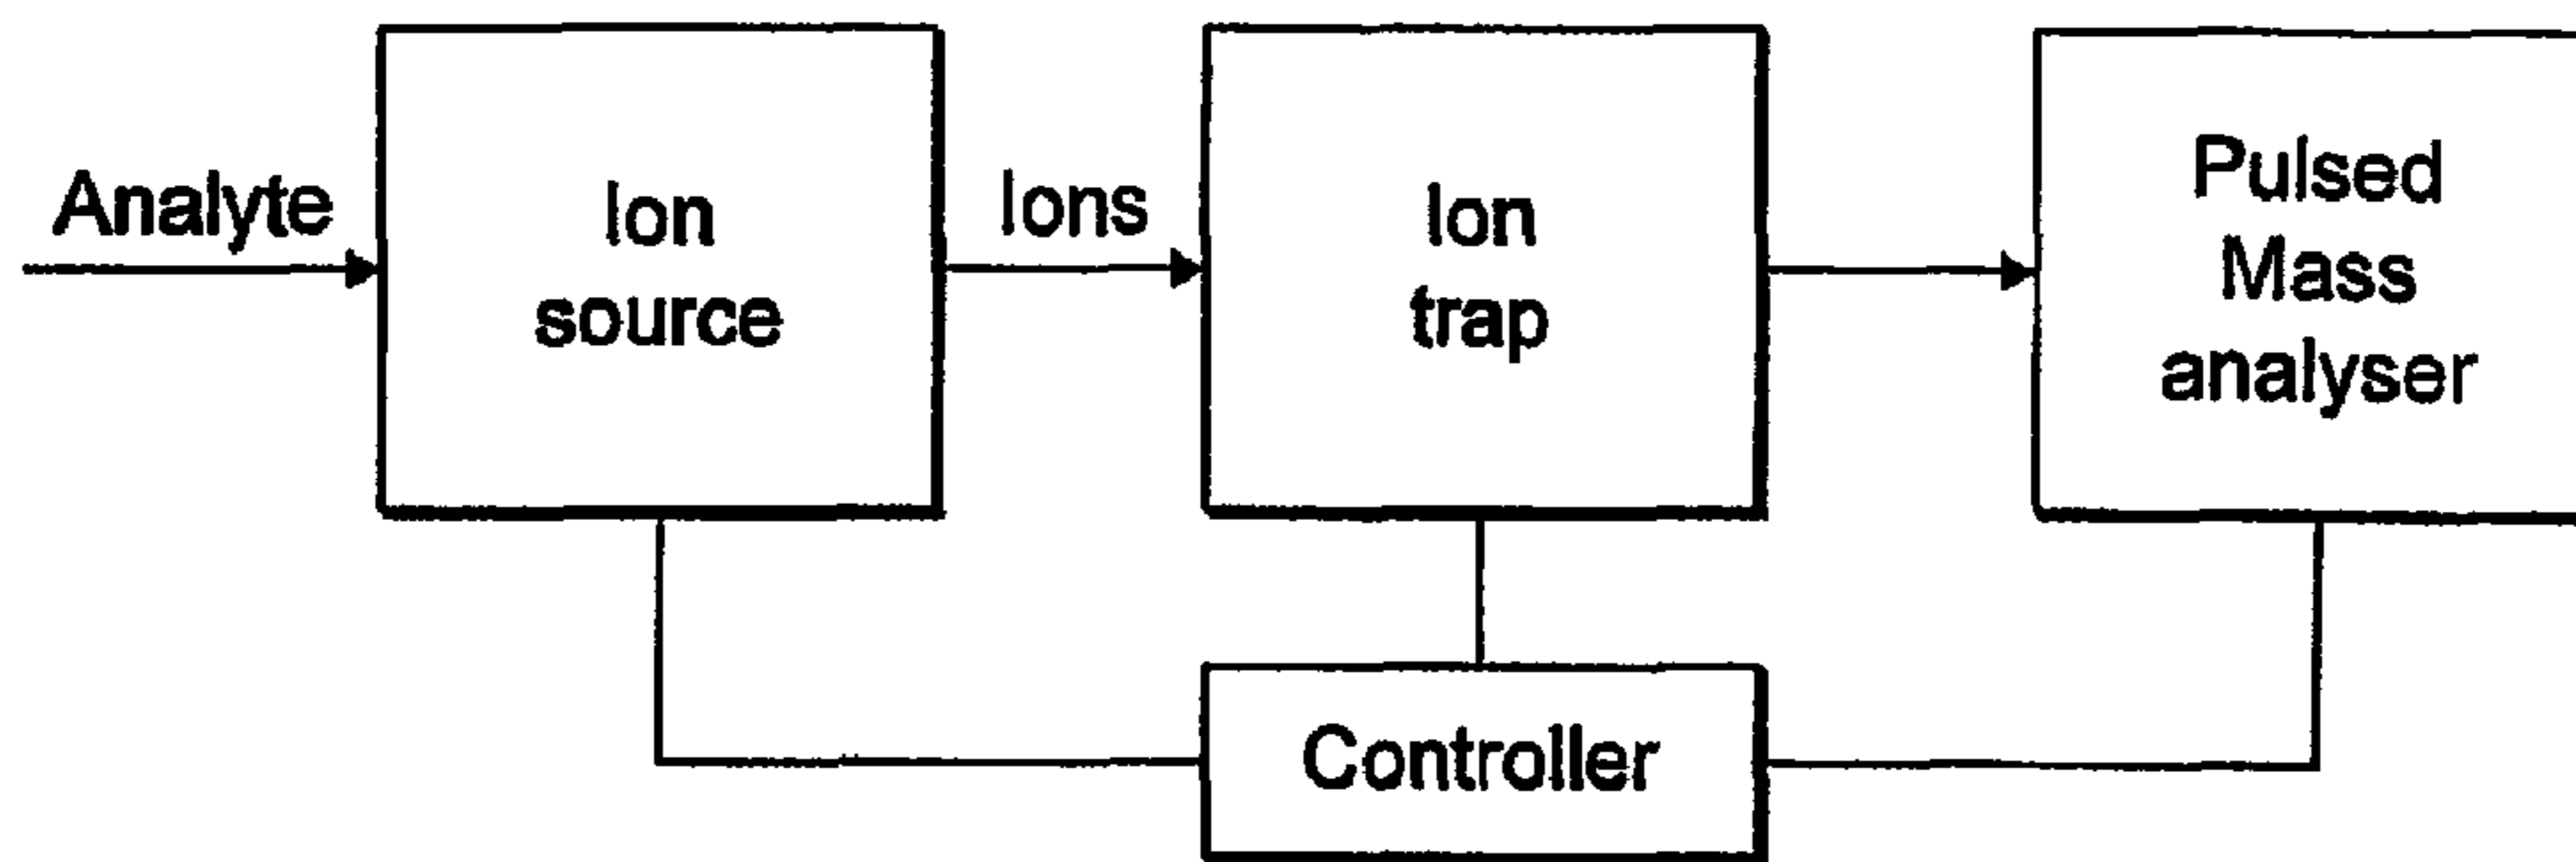 Analyte
Ion
source
Ions
Ion
trap
Pulsed
Mass
analyser
Controller